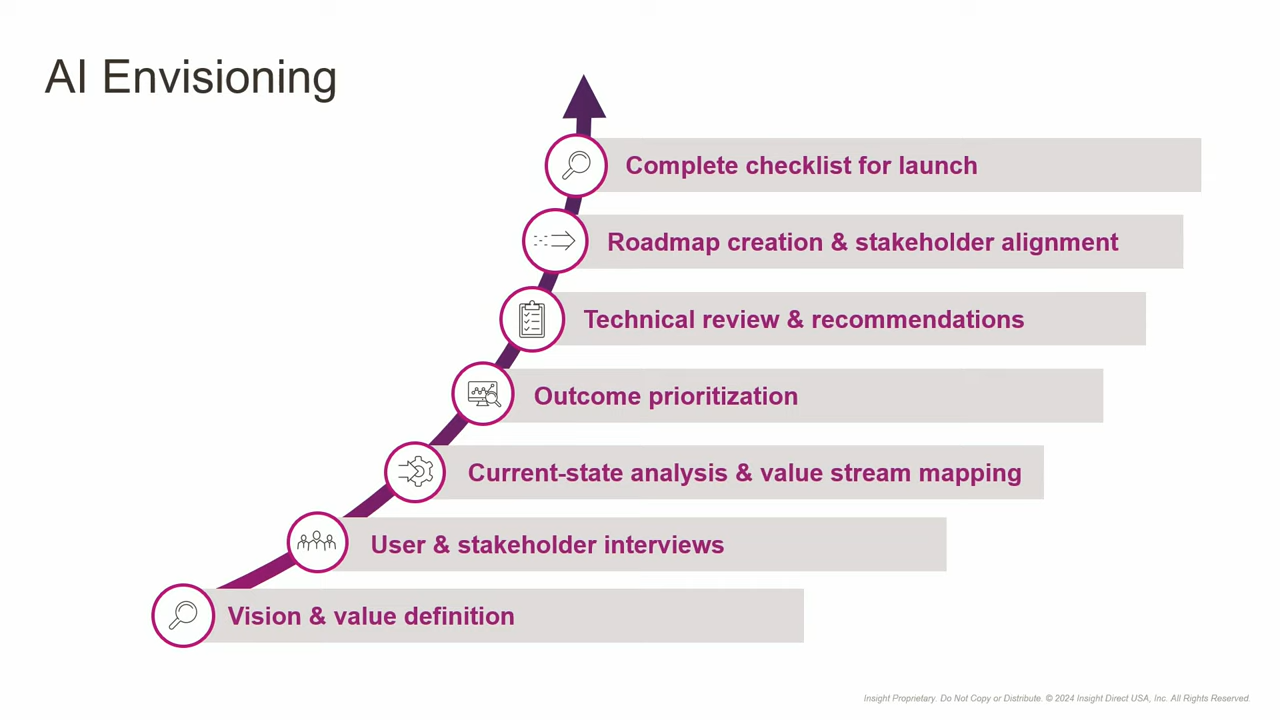 AI Envisioning
Complete checklist for launch
Roadmap creation & stakeholder alignment
Technical review & recommendations
Outcome prioritization
Current-state analysis & value stream mapping
User & stakeholder interviews
Vision & value definition
Insight Proprietary. Do Not Copy or Distribute. © 2024 Insight Direct USA, Inc. All Rights Reserved.